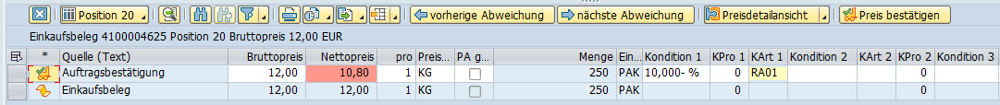 Position 20 vorherige Abweichung nächste Abweichung Preisdetailansicht Preis bestätigen
Einkaufsbeleg 4100004625 Position 20 Bruttopreis 12,00 EUR
* Quelle (Text) Bruttopreis Nettopreis pro Preis... PA g... Menge Ein... Kondition 1 KPro 1 KArt 1 Kondition 2 KArt 2 KPro 2 Kondition 3
Auftragsbestätigung 12,00 10,80 1 KG 250 PAK 10,000- % 0 RA01 0
Einkaufsbeleg 12,00 12,00 1 KG 250 PAK 0 0